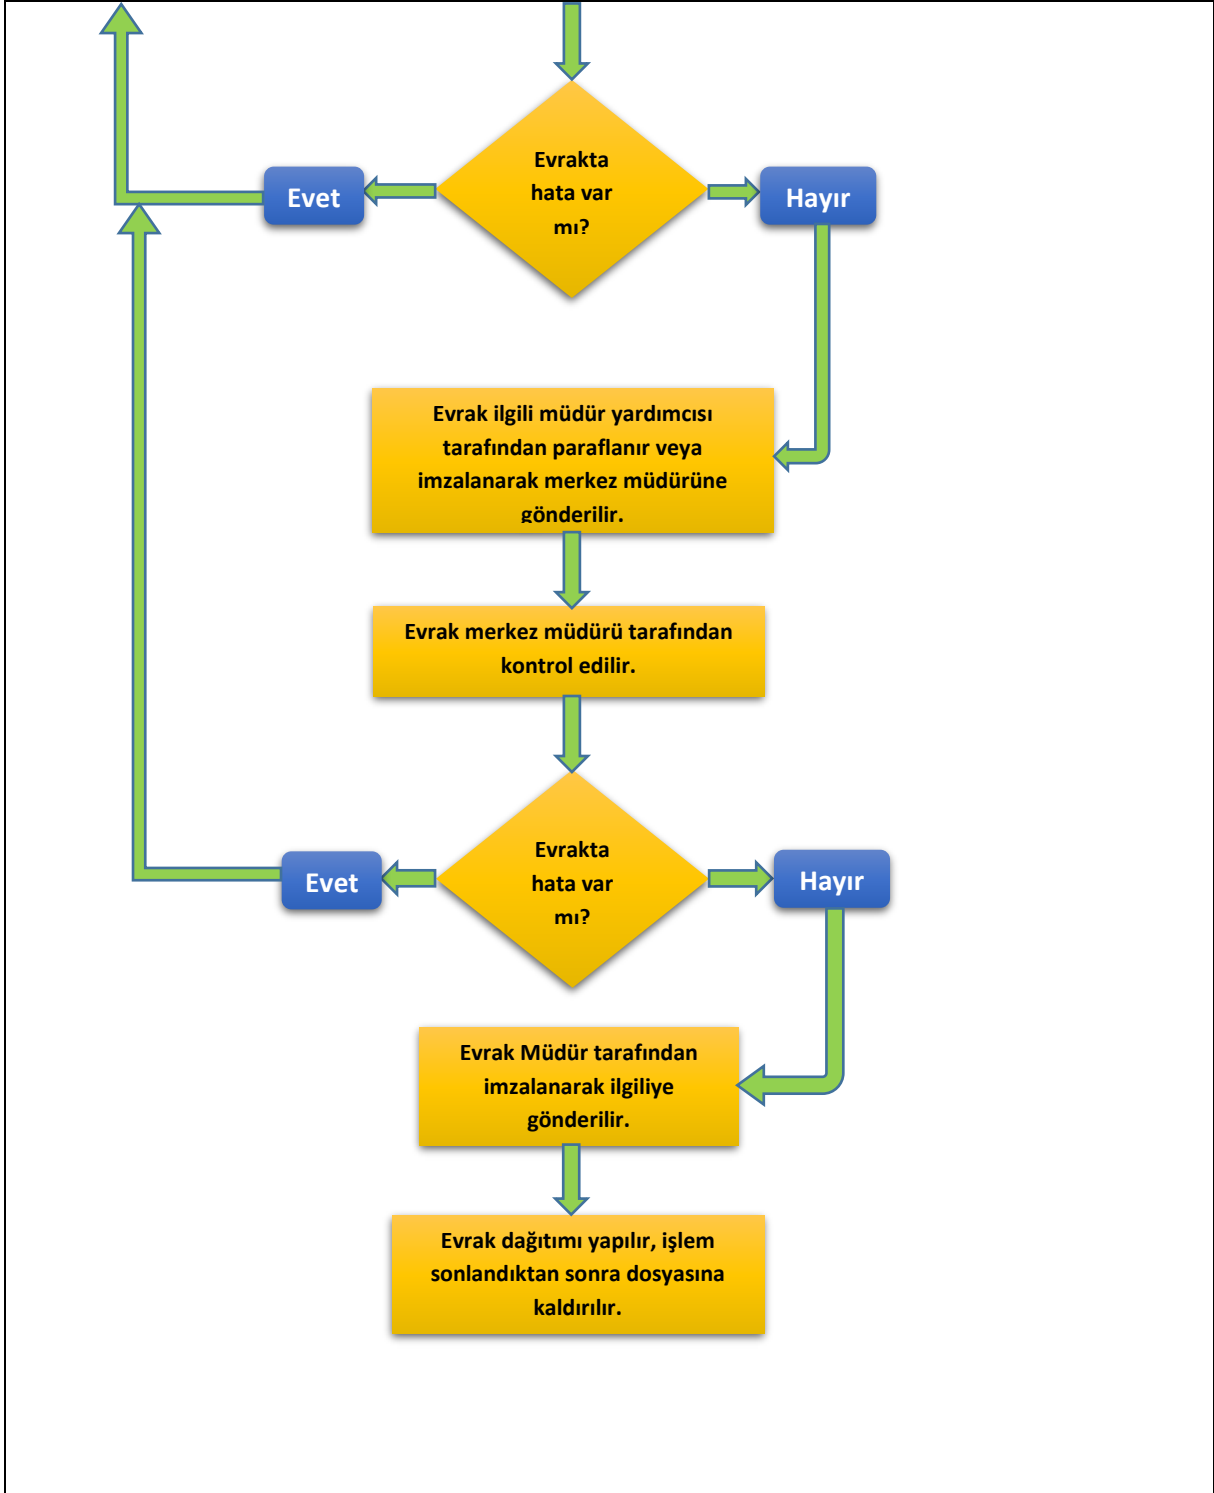 Evrakta
hata var
mı?
Evet
Hayır
Evrak ilgili müdür yardımcısı
tarafından paraflanır veya
imzalanarak merkez müdürüne
gönderilir.
Evrak merkez müdürü tarafından
kontrol edilir.
Evrakta
hata var
mı?
Evet
Hayır
Evrak Müdür tarafından
imzalanarak ilgiliye
gönderilir.
Evrak dağıtımı yapılır, işlem
sonlandıktan sonra dosyasına
kaldırılır.